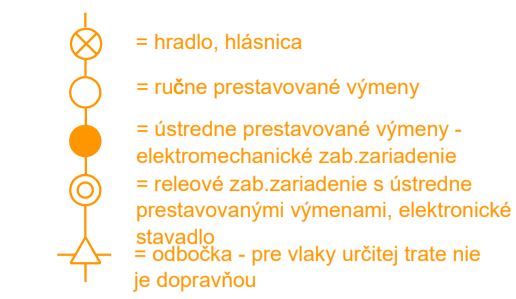 = hradlo, hlásnica
= ručne prestavované výmeny
= ústredne prestavované výmeny -
elektromechanické zab.zariadenie
= releové zab.zariadenie s ústredne
prestavovanými výmenami, elektronické
stavadlo
= odbočka - pre vlaky určitej trate nie
je dopravňou